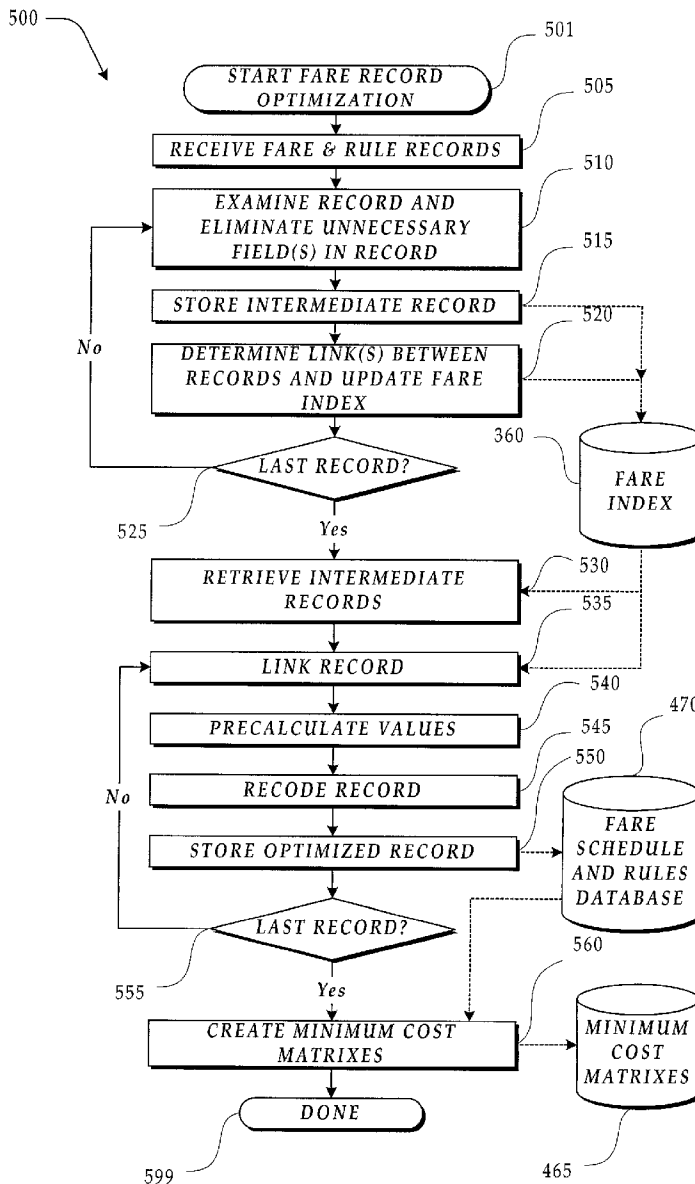 500
501
START FARE RECORD
OPTIMIZATION
505
RECEIVE FARE & RULE RECORDS
510
EXAMINE RECORD AND
ELIMINATE UNNECESSARY
FIELD(S) IN RECORD
515
STORE INTERMEDIATE RECORD
520
No
DETERMINE LINK(S) BETWEEN
RECORDS AND UPDATE FARE
INDEX
360
LAST RECORD?
FARE
INDEX
525
Yes
RETRIEVE INTERMEDIATE
RECORDS
530
535
LINK RECORD
540
470
PRECALCULATE VALUES
545
550
No
RECODE RECORD
FARE
SCHEDULE
AND RULES
DATABASE
STORE OPTIMIZED RECORD
LAST RECORD?
560
555
Yes
CREATE MINIMUM COST
MATRIXES
MINIMUM
COST
MATRIXES
DONE
599
465